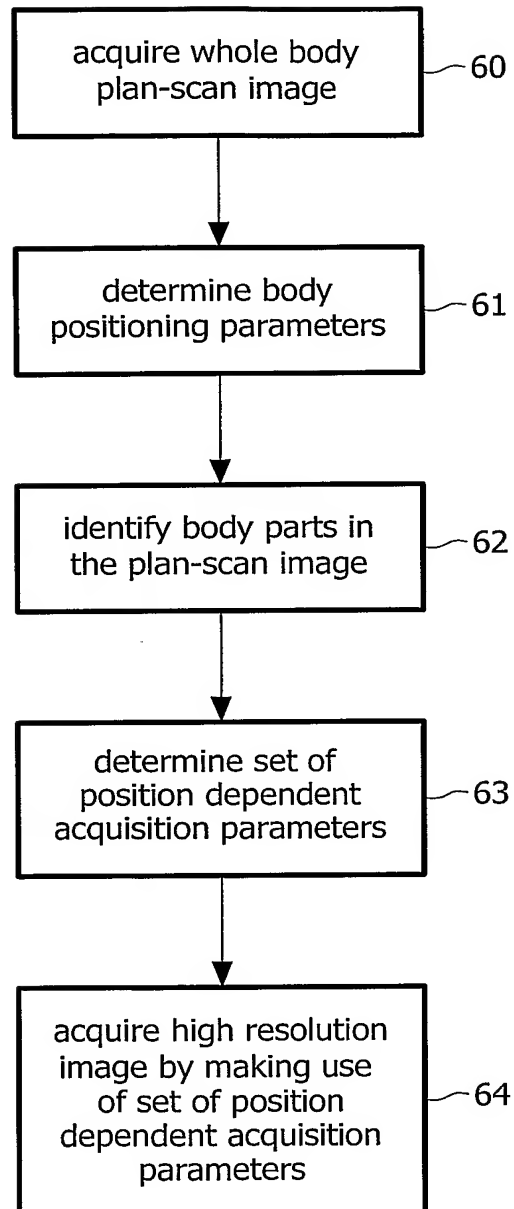 acquire whole body
plan-scan image
60
determine body
positioning parameters
61
identify body parts in
the plan-scan image
62
determine set of
position dependent
acquisition parameters
63
acquire high resolution
image by making use
of set of position
dependent acquisition
parameters
64